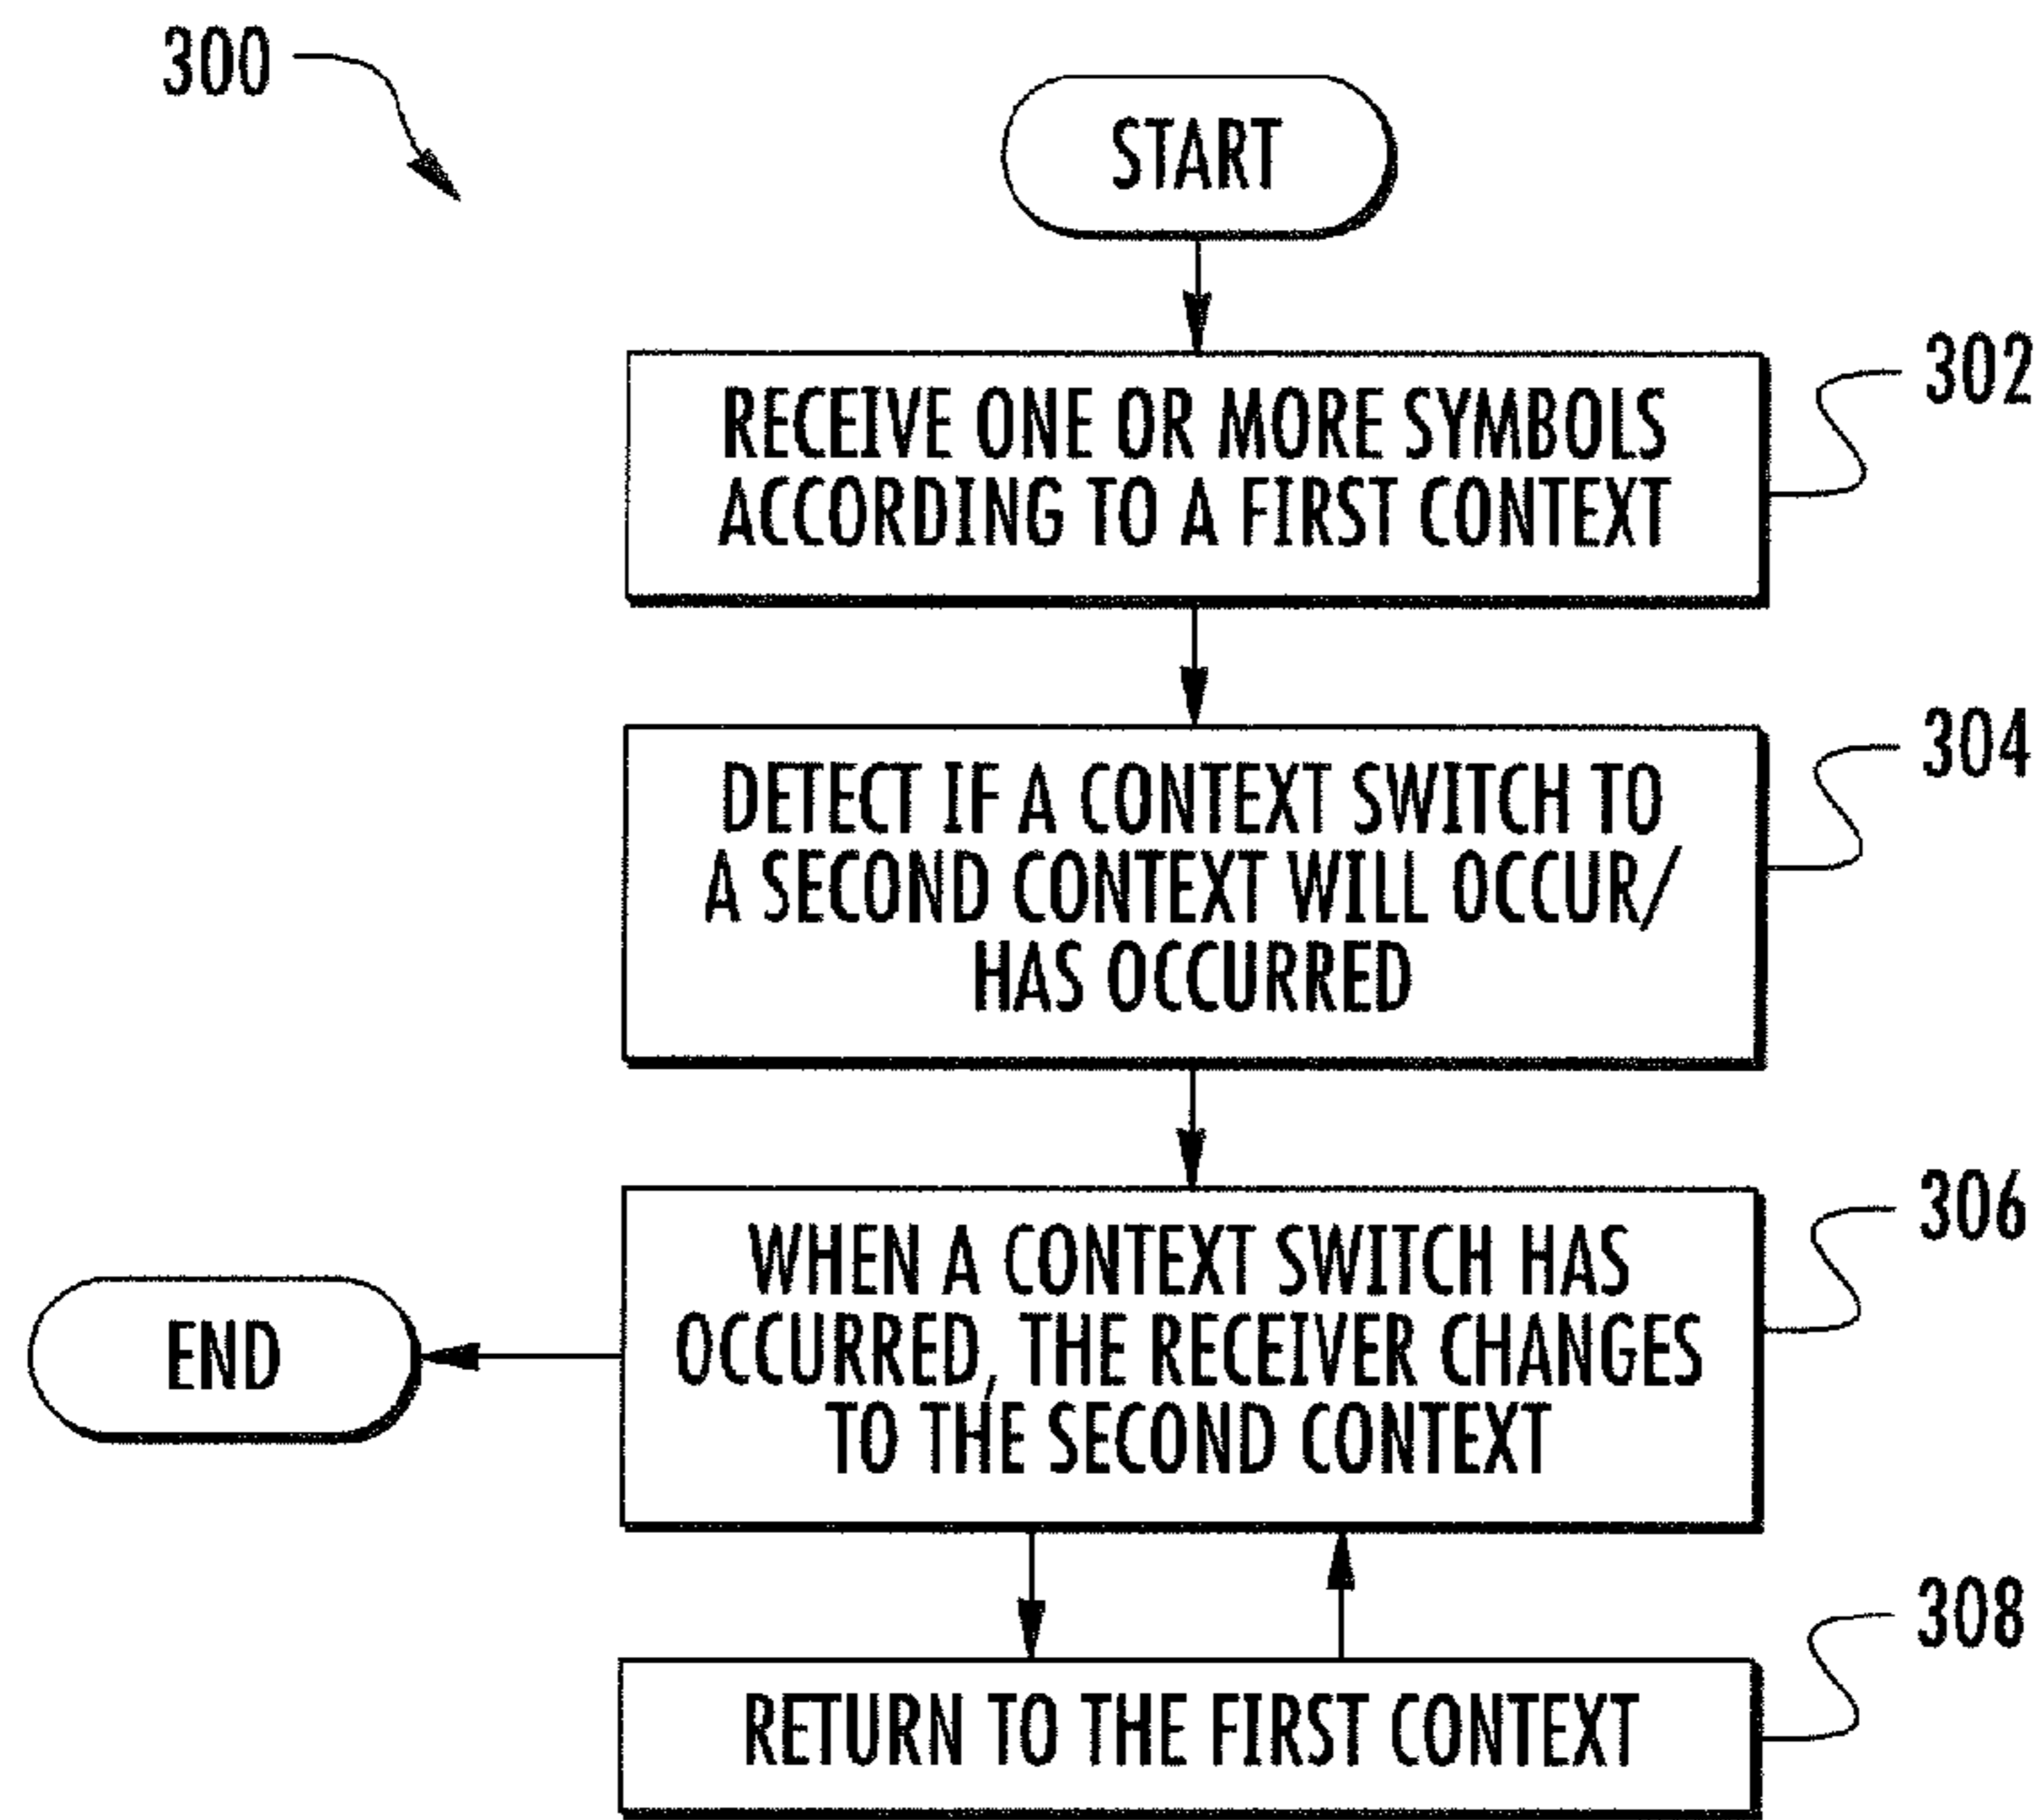 300
START
302
RECEIVE ONE OR MORE SYMBOLS
ACCORDING TO A FIRST CONTEXT
304
DETECT IF A CONTEXT SWITCH TO
A SECOND CONTEXT WILL OCCUR/
HAS OCCURRED
306
WHEN A CONTEXT SWITCH HAS
OCCURRED, THE RECEIVER CHANGES
TO THE SECOND CONTEXT
END
308
RETURN TO THE FIRST CONTEXT